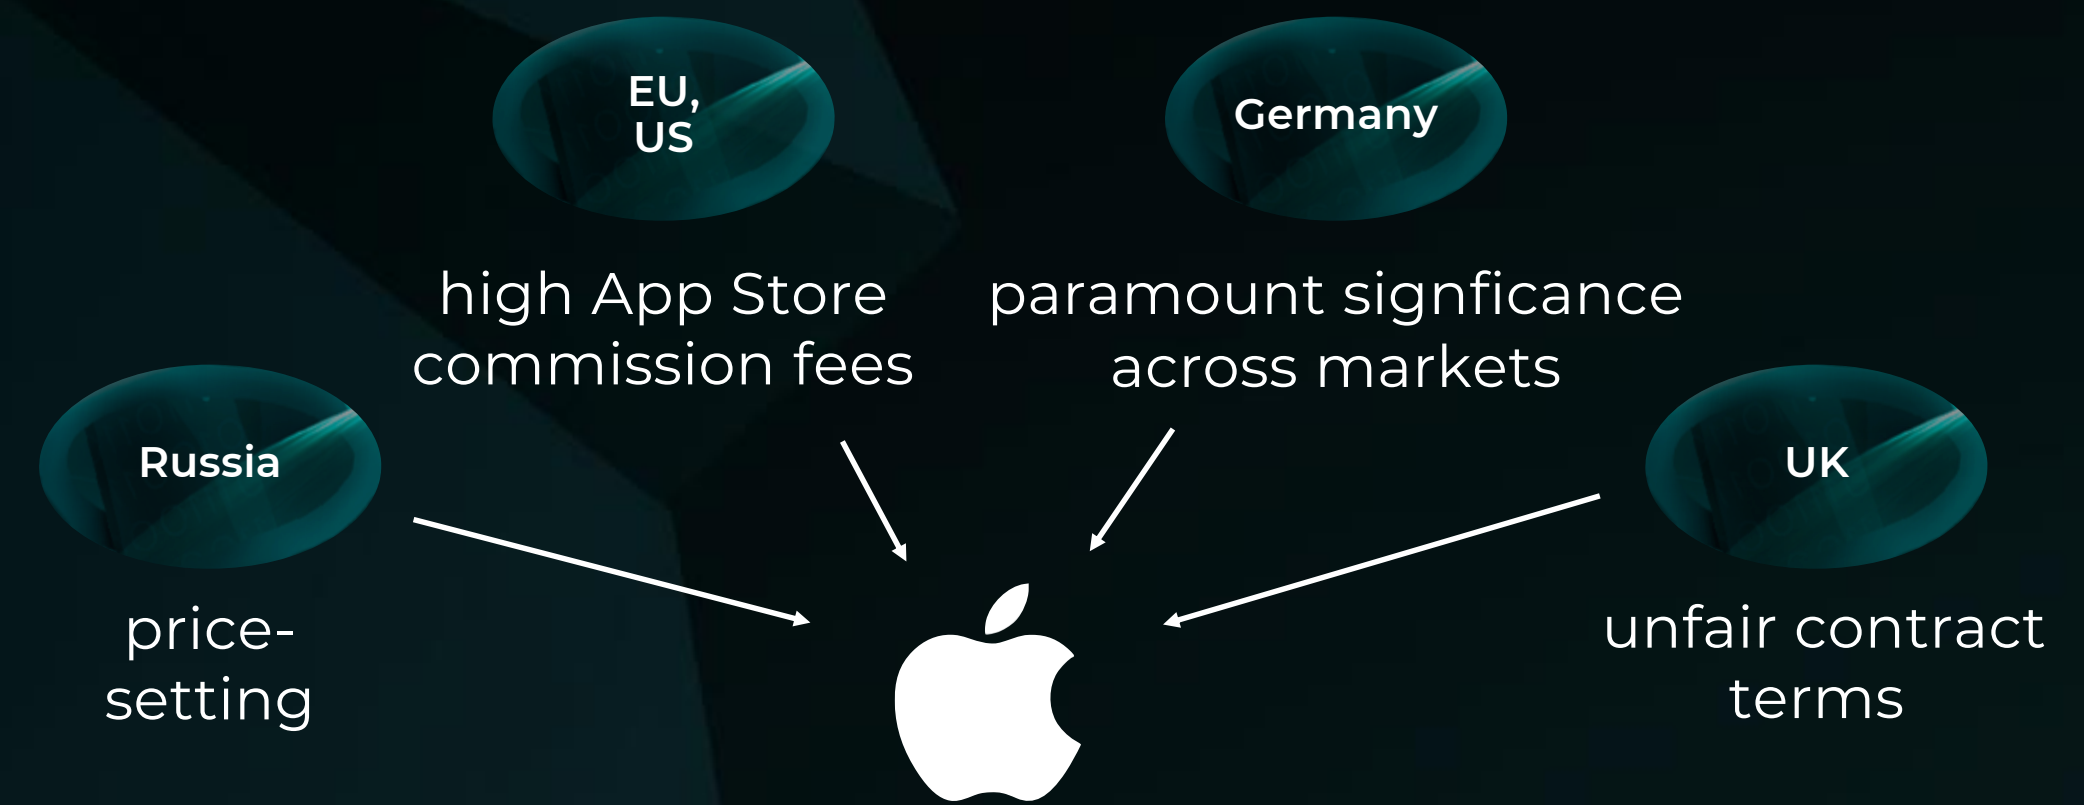 EU,
US
Germany
high App Store
commission fees
paramount signficance
across markets
Russia
UK
price-
setting
unfair contract
terms